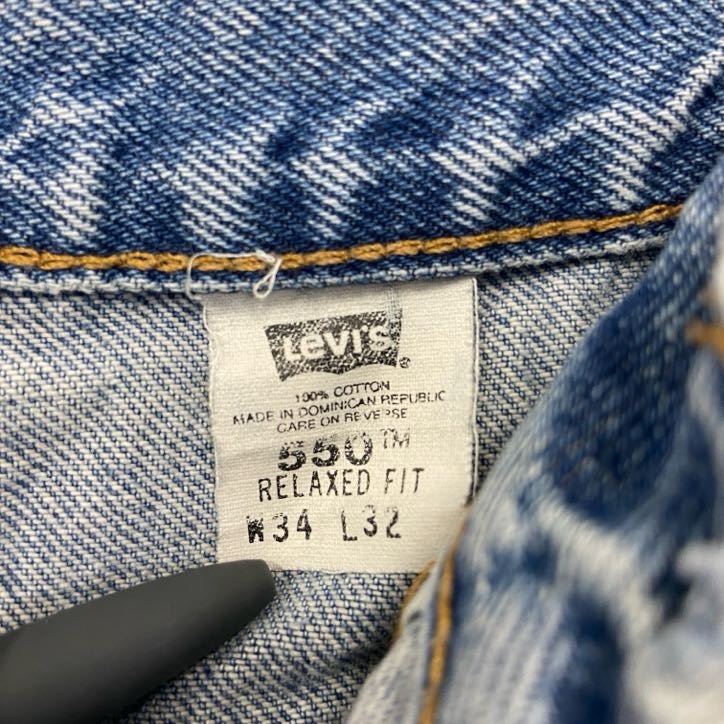 Levi's®
100% COTTON
MADE IN DOMINICAN REPUBLIC
CARE ON REVERSE
550™
RELAXED FIT
W34 L32